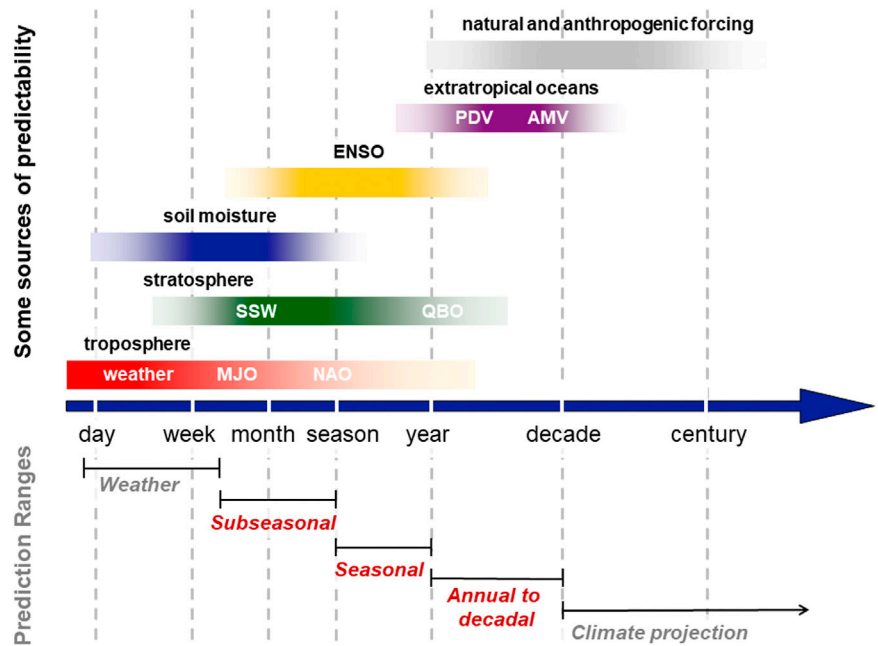 Some sources of predictability
natural and anthropogenic forcing
extratropical oceans
PDV AMV
ENSO
soil moisture
stratosphere
SSW QBO
troposphere
weather MJO NAO
day week month season year decade century
Prediction Ranges
Weather
Subseasonal
Seasonal
Annual to
decadal
Climate projection